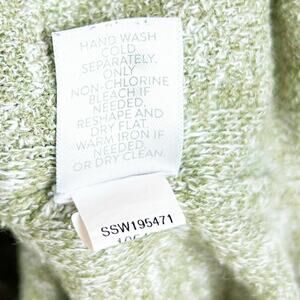 HAND WASH
COLD.
SEPARATELY.
ONLY
NON-CHLORINE
BLEACH IF
NEEDED.
RESHAPE AND
DRY FLAT.
WARM IRON IF
NEEDED.
OR DRY CLEAN.
SSW195471